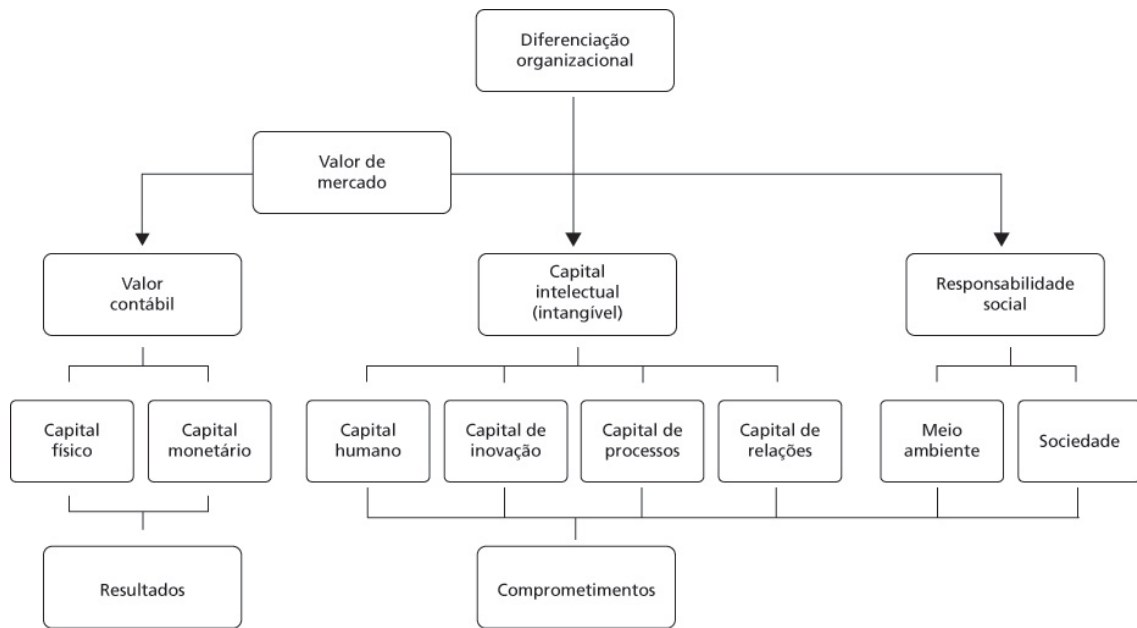 Diferenciação
organizacional
Valor de
mercado
Valor
contábil
Capital
intelectual
(intangível)
Responsabilidade
social
Capital
físico
Capital
monetário
Capital
humano
Capital de
inovação
Capital de
processos
Capital de
relações
Meio
ambiente
Sociedade
Resultados
Comprometimentos